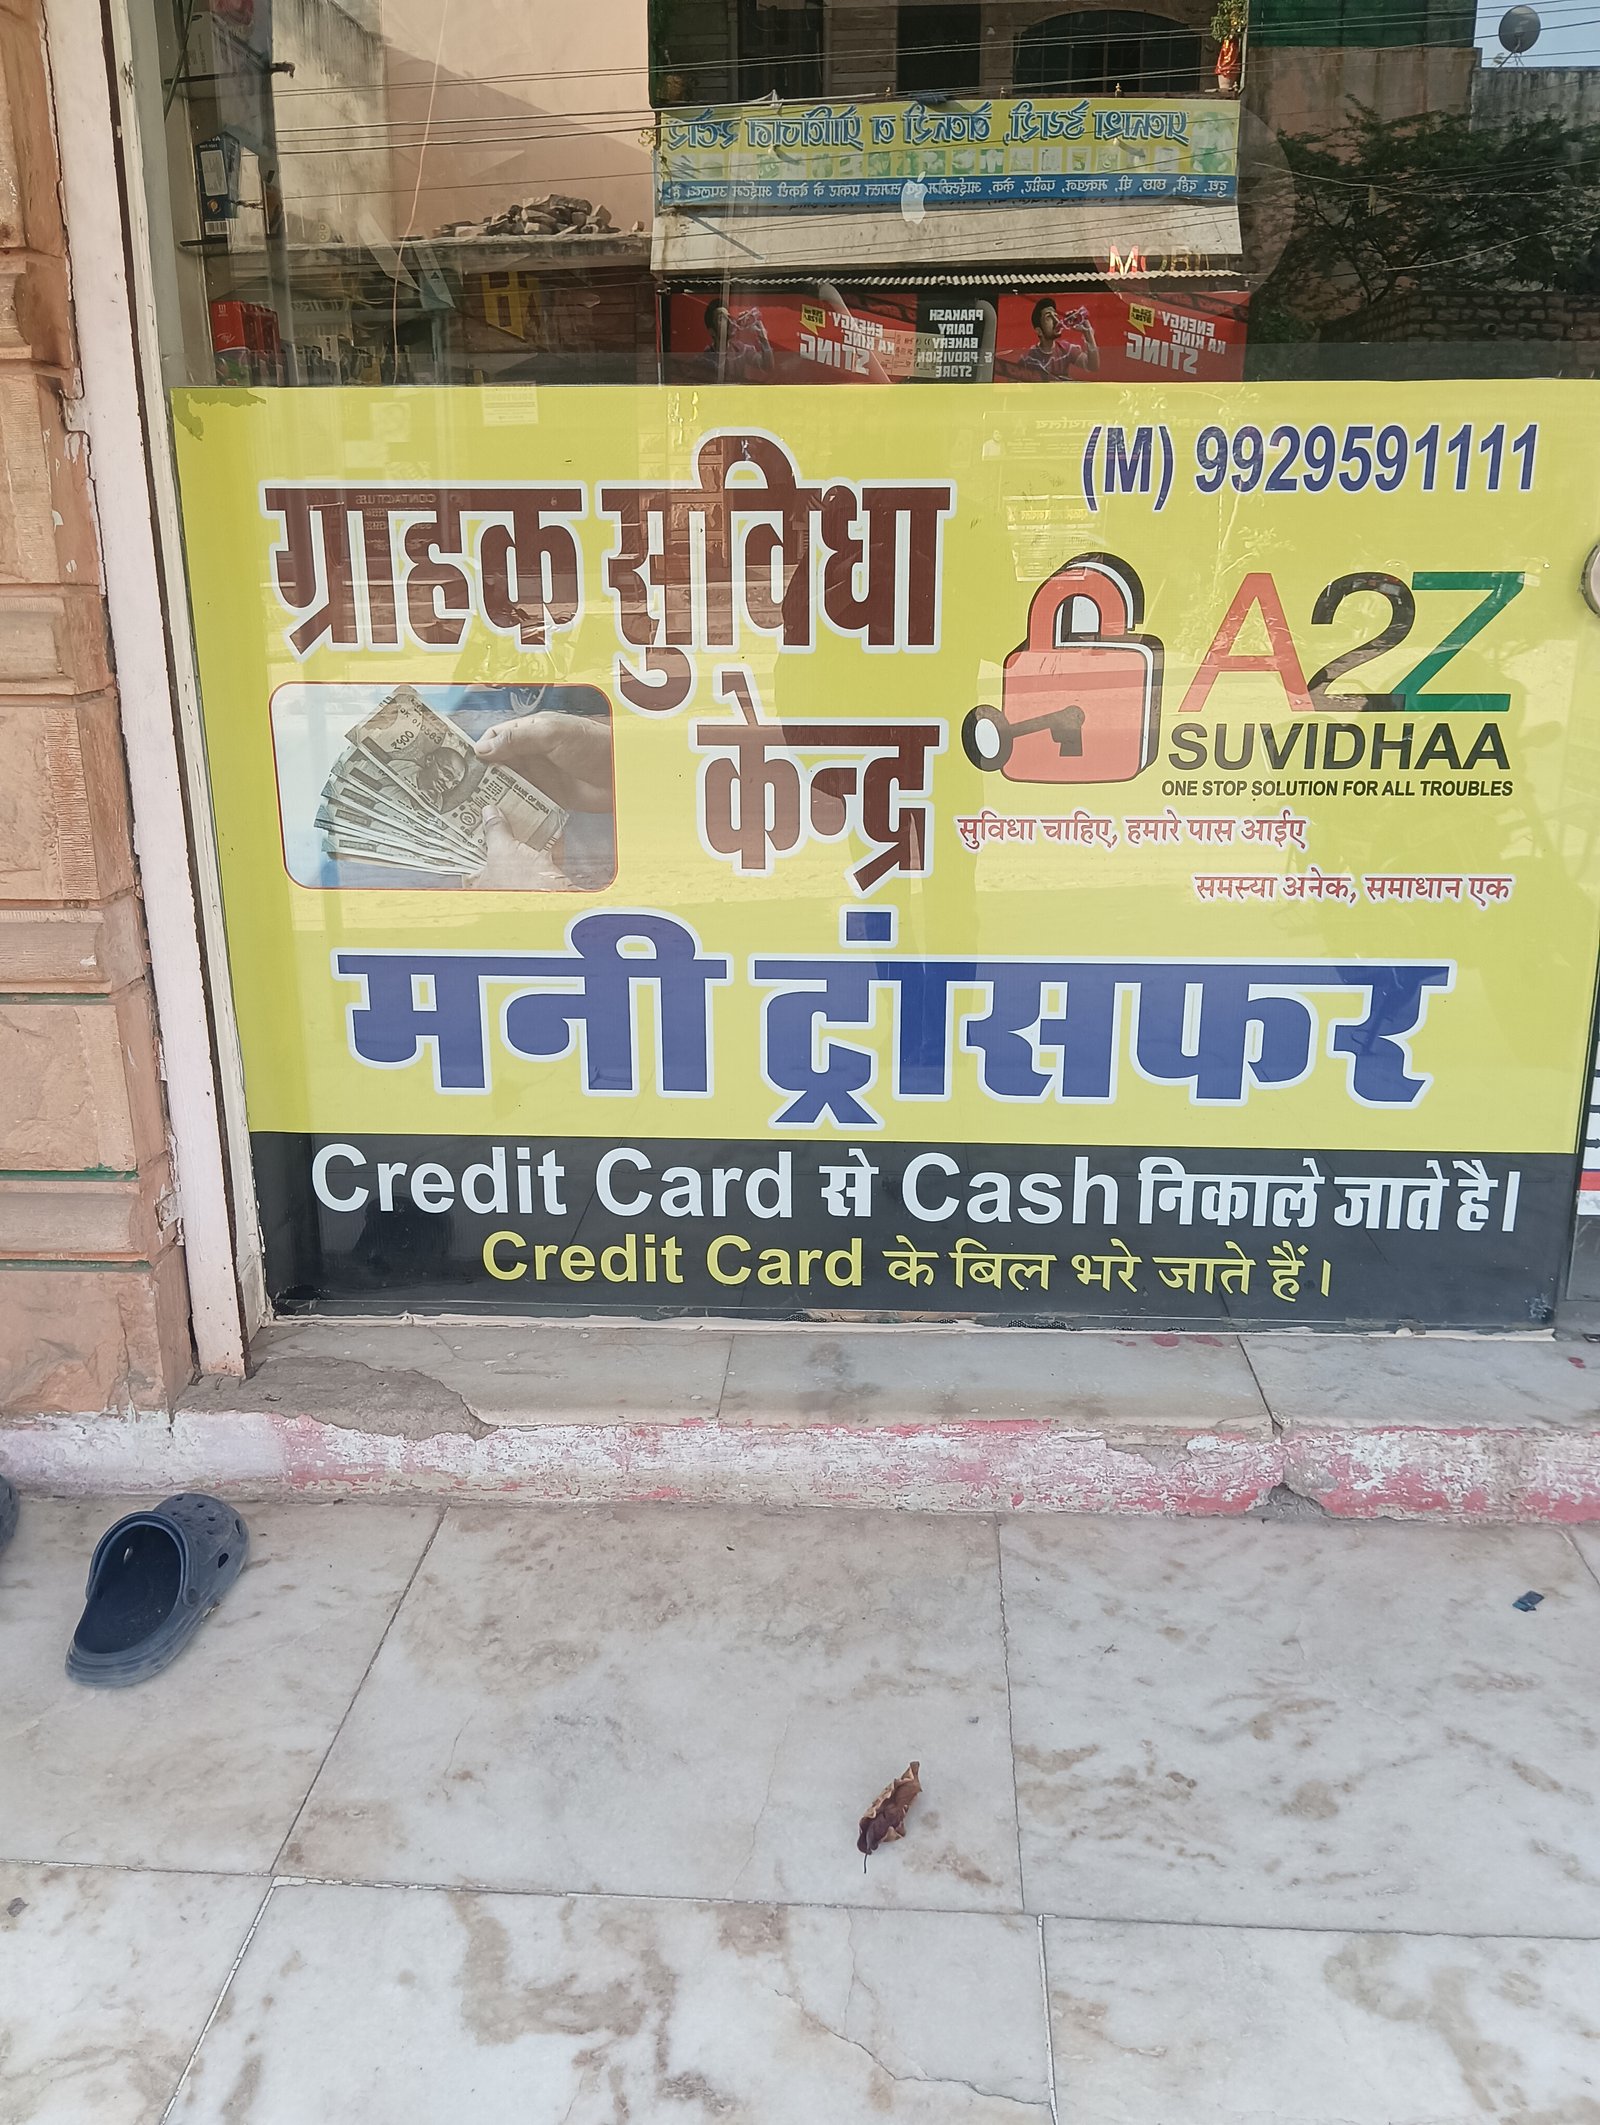 PRAKASH
DAIRY
BAKERY
& PROVISION
STORE
ENERGY
KA KING
STING
ENERGY
KA KING
STING
(M) 9929591111
ग्राहक सुविधा
केन्द्र
A2Z
SUVIDHAA
ONE STOP SOLUTION FOR ALL TROUBLES
सुविधा चाहिए, हमारे पास आईए
समस्या अनेक, समाधान एक
मनी ट्रांसफर
Credit Card से Cash निकाले जाते है।
Credit Card के बिल भरे जाते हैं।